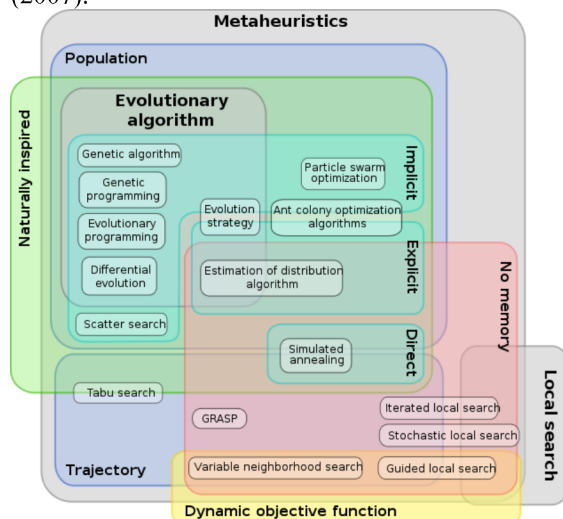 (2007).
Metaheuristics
Population
Naturally inspired
Evolutionary
algorithm
Genetic algorithm
Genetic
programming
Evolutionary
programming
Differential
evolution
Scatter search
Implicit
Particle swarm
optimization
Evolution
strategy
Ant colony optimization
algorithms
Explicit
Estimation of distribution
algorithm
No memory
Direct
Simulated
annealing
Tabu search
Local search
GRASP
Iterated local search
Stochastic local search
Trajectory
Variable neighborhood search
Guided local search
Dynamic objective function